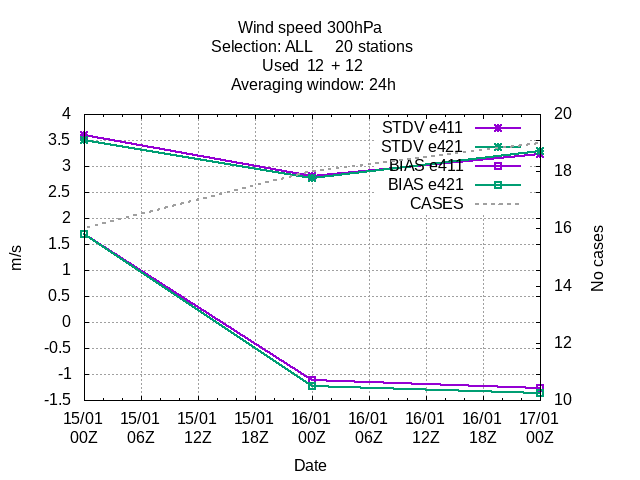 Wind speed 300hPa
Selection: ALL 20 stations
Used 12 + 12
Averaging window: 24h
STDV e411
STDV e421
BIAS e411
BIAS e421
CASES
4
3.5
3
2.5
2
1.5
1
0.5
0
-0.5
-1
-1.5
m/s
20
18
16
14
12
10
No cases
15/01 15/01 15/01 15/01 16/01 16/01 16/01 16/01 17/01
00Z 06Z 12Z 18Z 00Z 06Z 12Z 18Z 00Z
Date